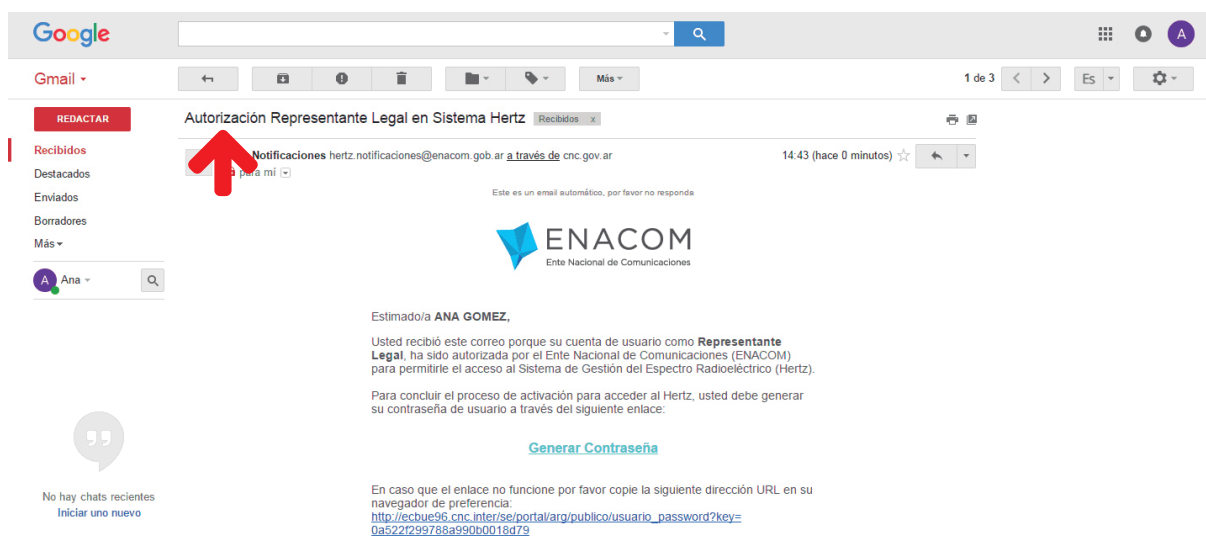 Google
A
Gmail
Más
1 de 3
Es
REDACTAR
Autorización Representante Legal en Sistema Hertz Recibidos x
Recibidos
Destacados
Enviados
Borradores
Más
A Ana
Notificaciones hertz.notificaciones@enacom.gob.ar a través de cnc.gov.ar
14:43 (hace 0 minutos)
para mí
Este es un email automático, por favor no responda
ENACOM
Ente Nacional de Comunicaciones
Estimado/a ANA GOMEZ,
Usted recibió este correo porque su cuenta de usuario como Representante
Legal, ha sido autorizada por el Ente Nacional de Comunicaciones (ENACOM)
para permitirle el acceso al Sistema de Gestión del Espectro Radioeléctrico (Hertz).
Para concluir el proceso de activación para acceder al Hertz, usted debe generar
su contraseña de usuario a través del siguiente enlace:
Generar Contraseña
En caso que el enlace no funcione por favor copie la siguiente dirección URL en su
navegador de preferencia:
http://ecbue96.cnc.inter/se/portal/arg/publico/usuario_password?key=
0a522f299788a990b0018d79
No hay chats recientes
Iniciar uno nuevo